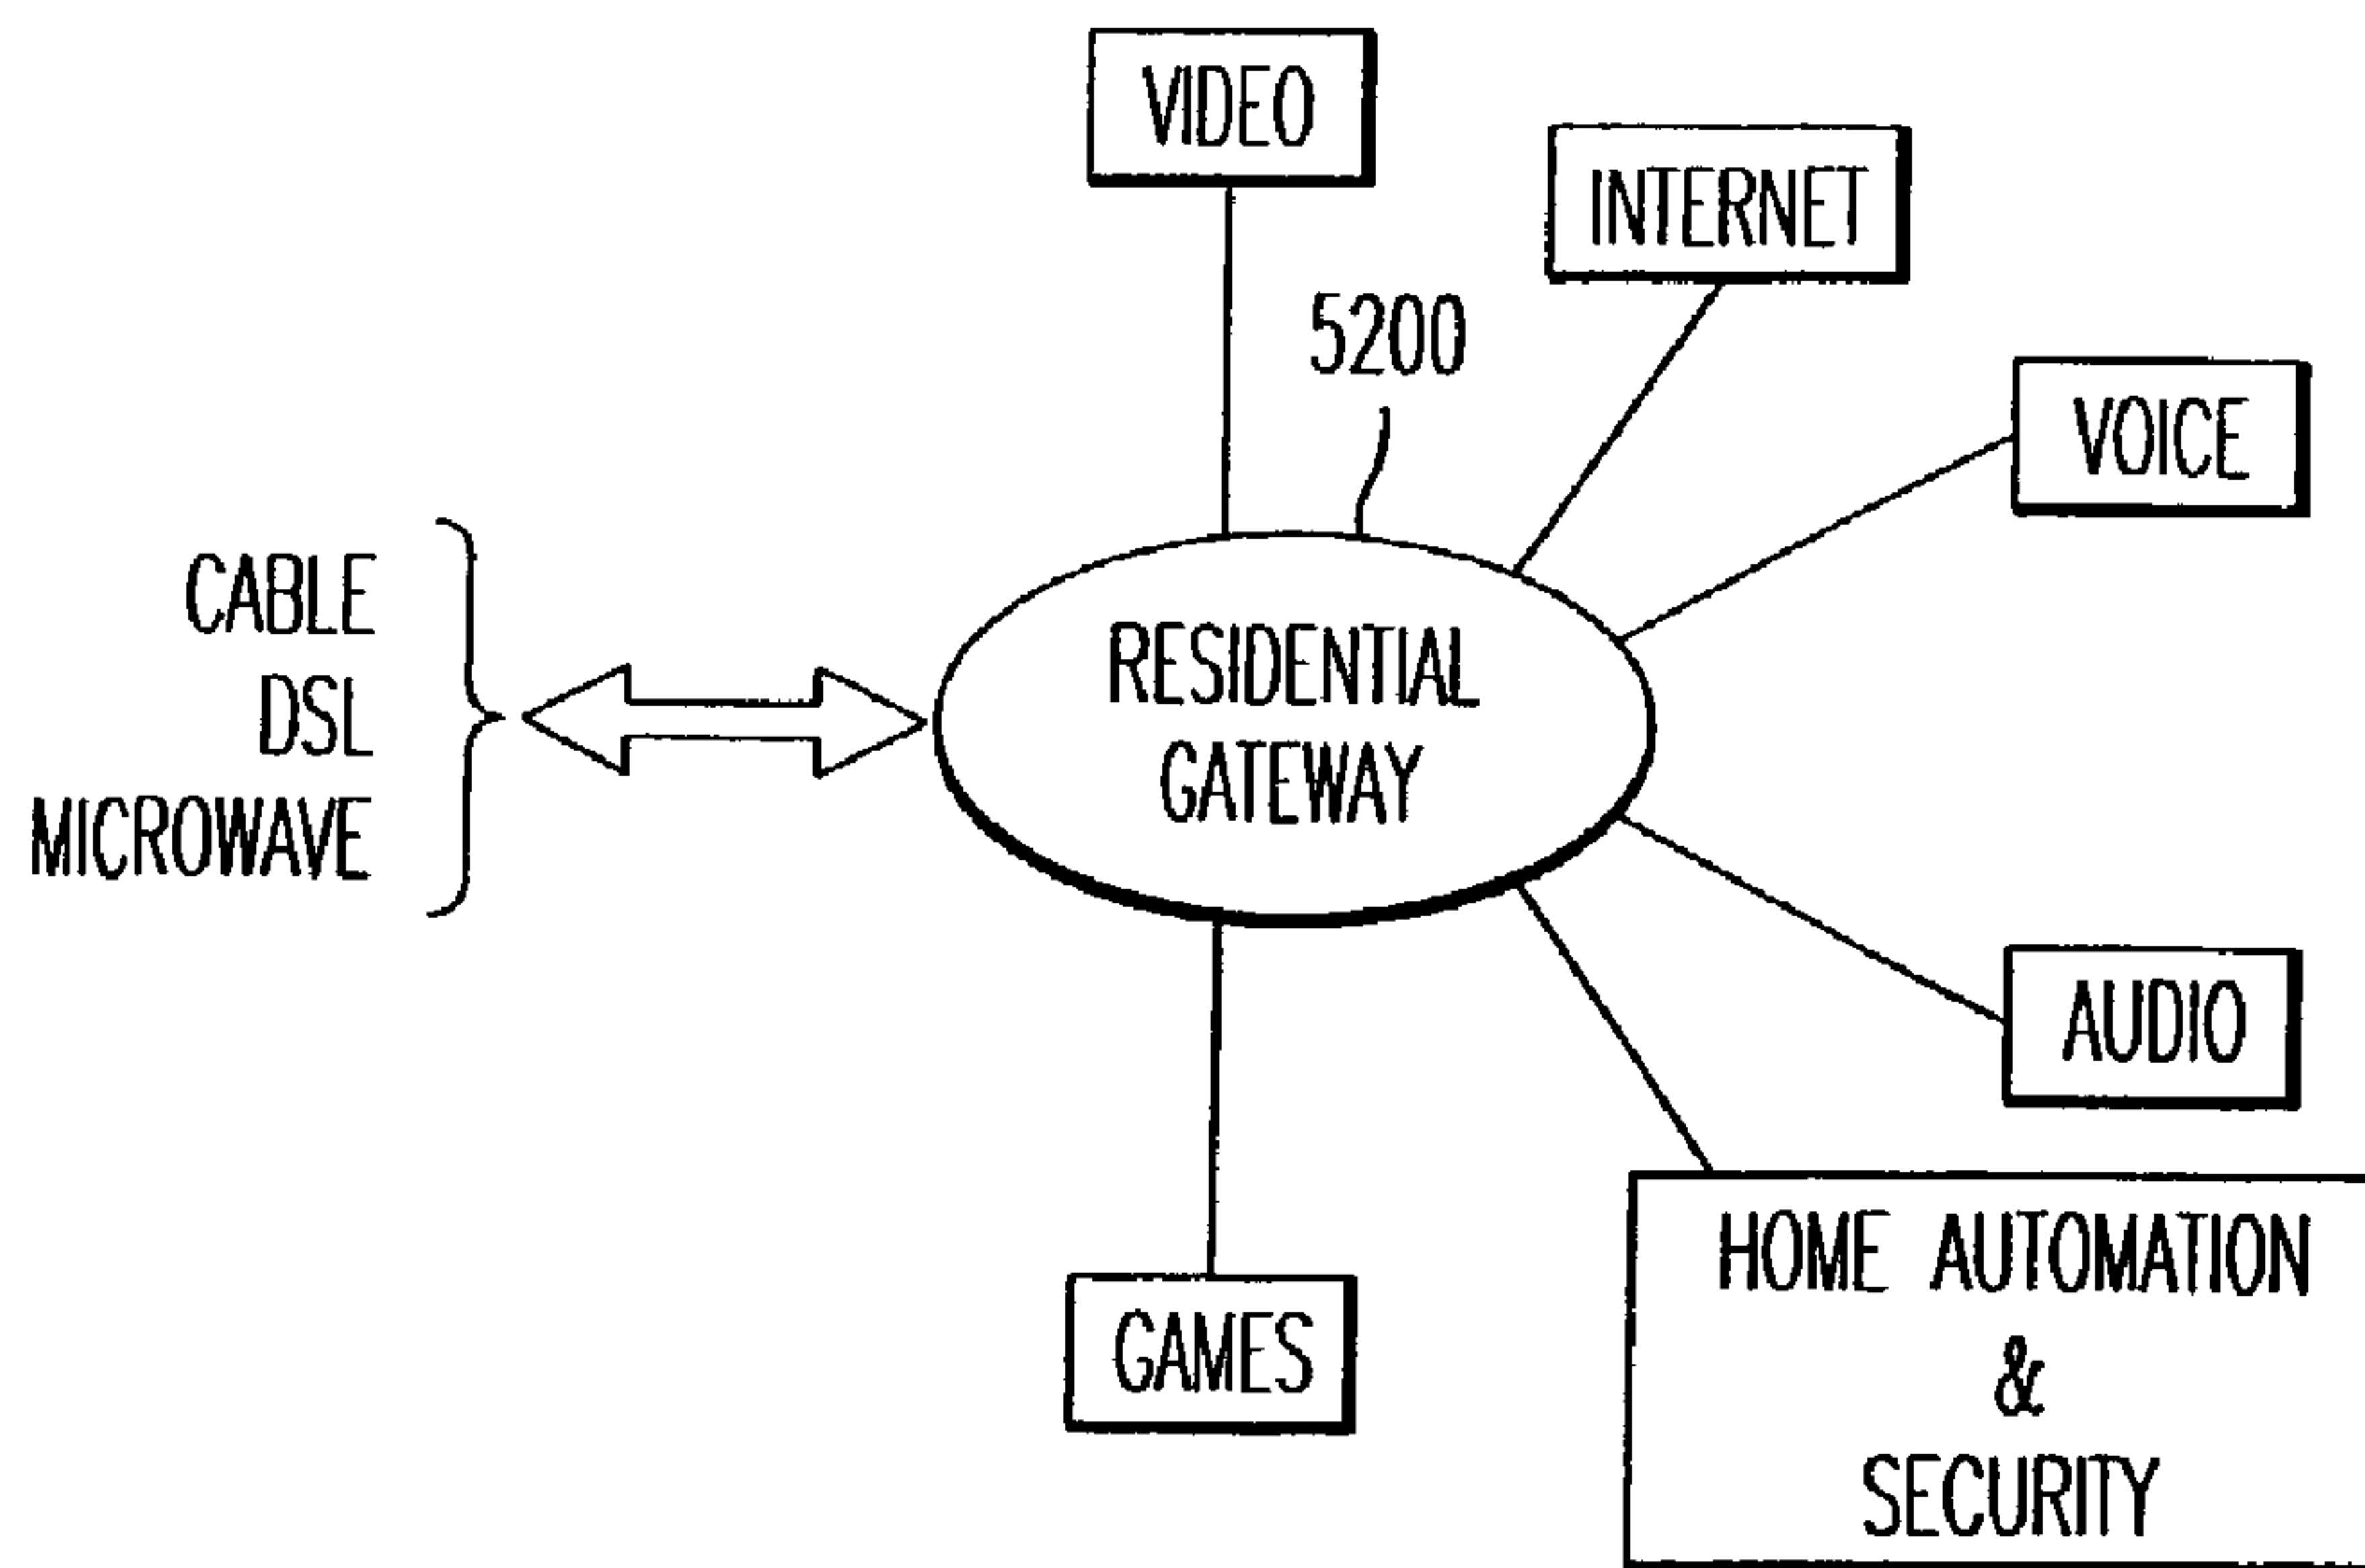 VIDEO
INTERNET
5200
VOICE
CABLE
DSL
MICROWAVE
RESIDENTIAL
GATEWAY
AUDIO
GAMES
HOME AUTOMATION
&
SECURITY